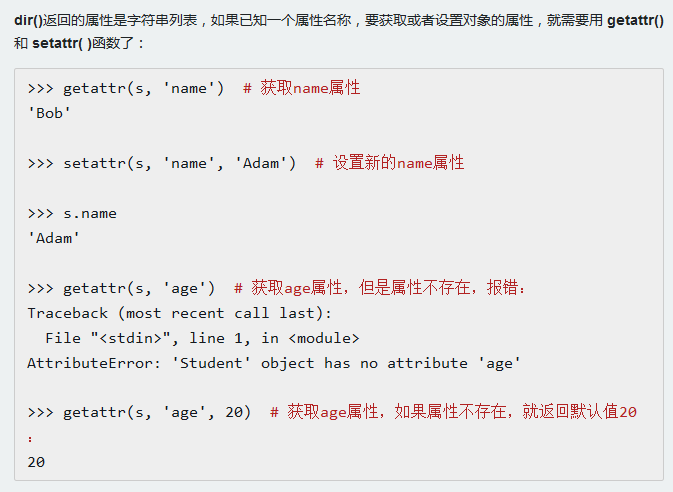 dir()返回的属性是字符串列表，如果已知一个属性名称，要获取或者设置对象的属性，就需要用 getattr()
和 setattr( )函数了：
>>> getattr(s, 'name')  # 获取name属性
'Bob'
>>> setattr(s, 'name', 'Adam')  # 设置新的name属性
>>> s.name
'Adam'
>>> getattr(s, 'age')  # 获取age属性，但是属性不存在，报错：
Traceback (most recent call last):
  File "<stdin>", line 1, in <module>
AttributeError: 'Student' object has no attribute 'age'
>>> getattr(s, 'age', 20)  # 获取age属性，如果属性不存在，就返回默认值20
：
20